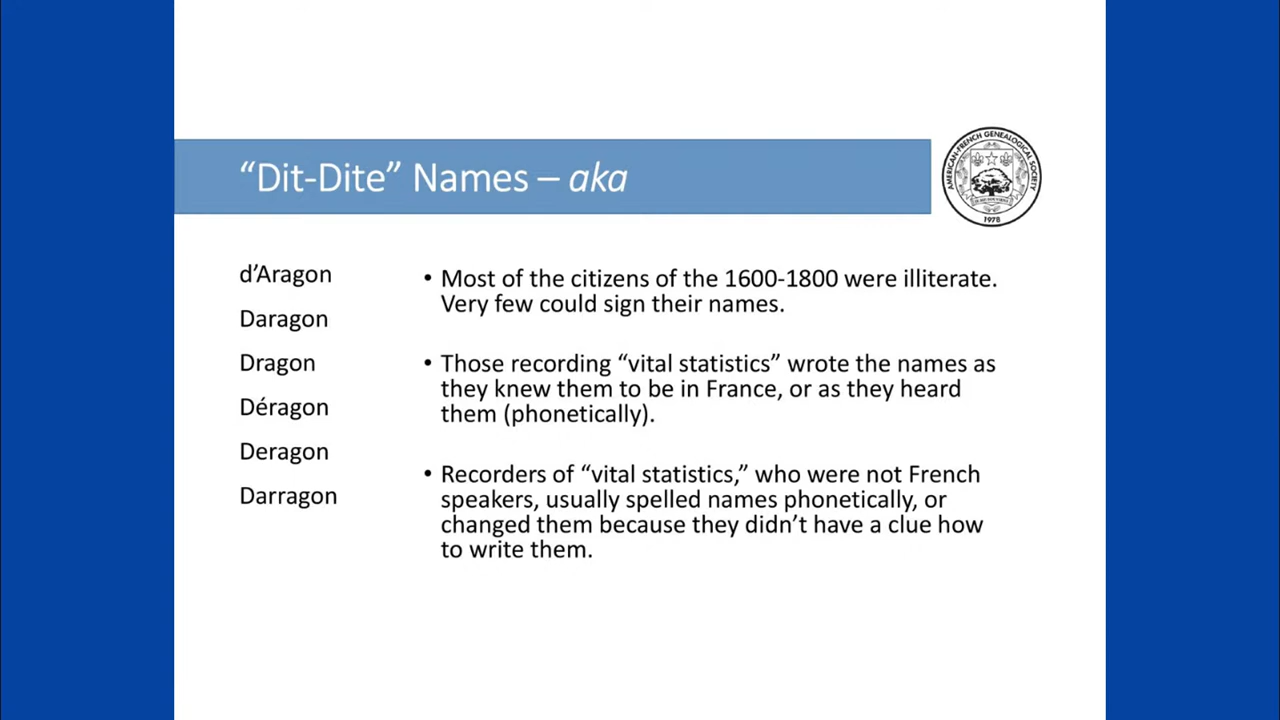 “Dit-Dite” Names – aka
AMERICAN-FRENCH GENEALOGICAL SOCIETY
1978
d’Aragon
Daragon
Dragon
Déragon
Deragon
Darragon
• Most of the citizens of the 1600-1800 were illiterate.
Very few could sign their names.
• Those recording “vital statistics” wrote the names as
they knew them to be in France, or as they heard
them (phonetically).
• Recorders of “vital statistics,” who were not French
speakers, usually spelled names phonetically, or
changed them because they didn’t have a clue how
to write them.